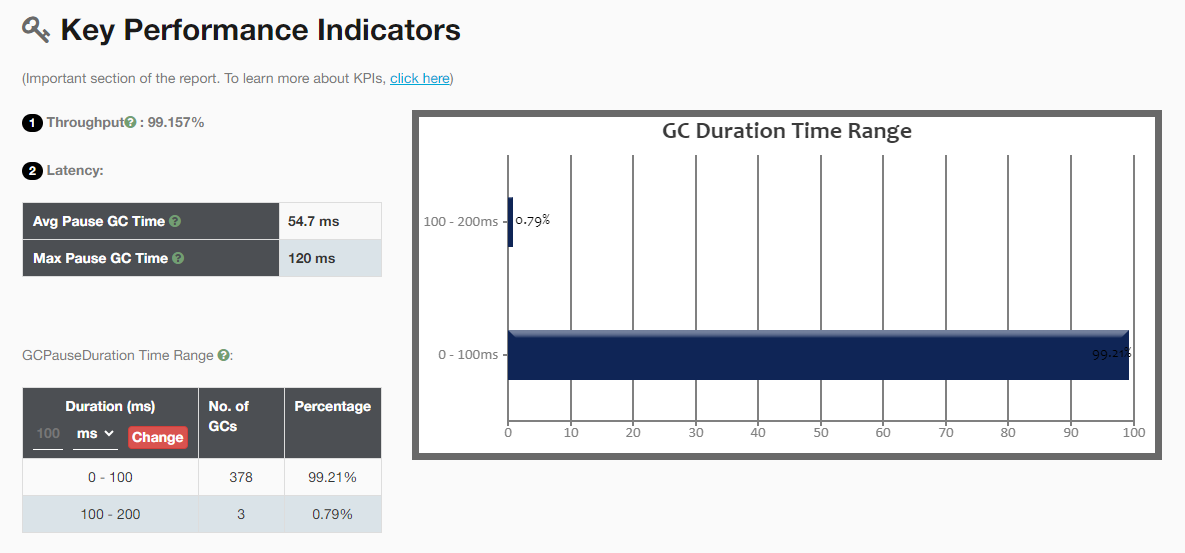 Key Performance Indicators
(Important section of the report. To learn more about KPIs, click here)
1 Throughput? : 99.157%
2 Latency:
Avg Pause GC Time ? 54.7 ms
Max Pause GC Time ? 120 ms
GCPauseDuration Time Range ?:
Duration (ms) No. of GCs Percentage
100 ms Change
0 - 100 378 99.21%
100 - 200 3 0.79%
GC Duration Time Range
100 - 200ms 0.79%
0 - 100ms 99.21%
0 10 20 30 40 50 60 70 80 90 100